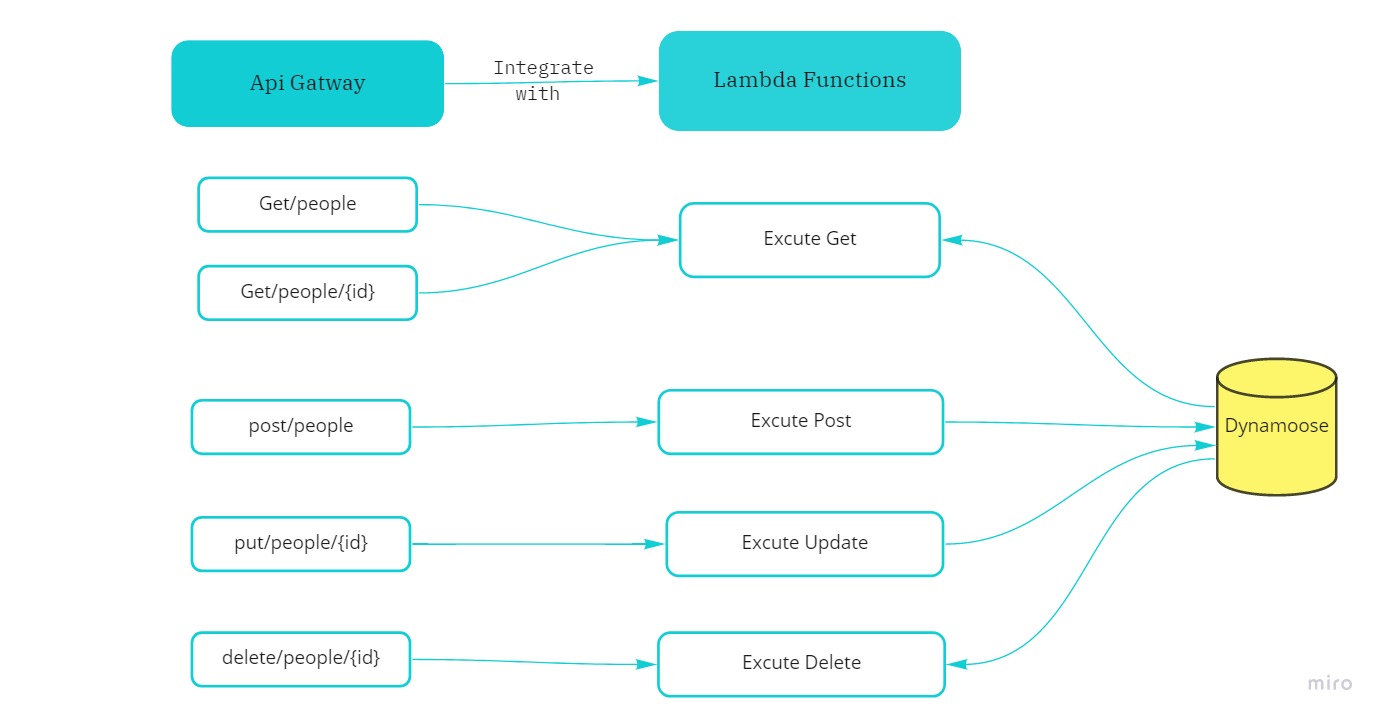 Api Gatway
Integrate
with
Lambda Functions
Get/people
Get/people/{id}
Excute Get
post/people
Excute Post
Dynamoose
put/people/{id}
Excute Update
delete/people/{id}
Excute Delete
miro